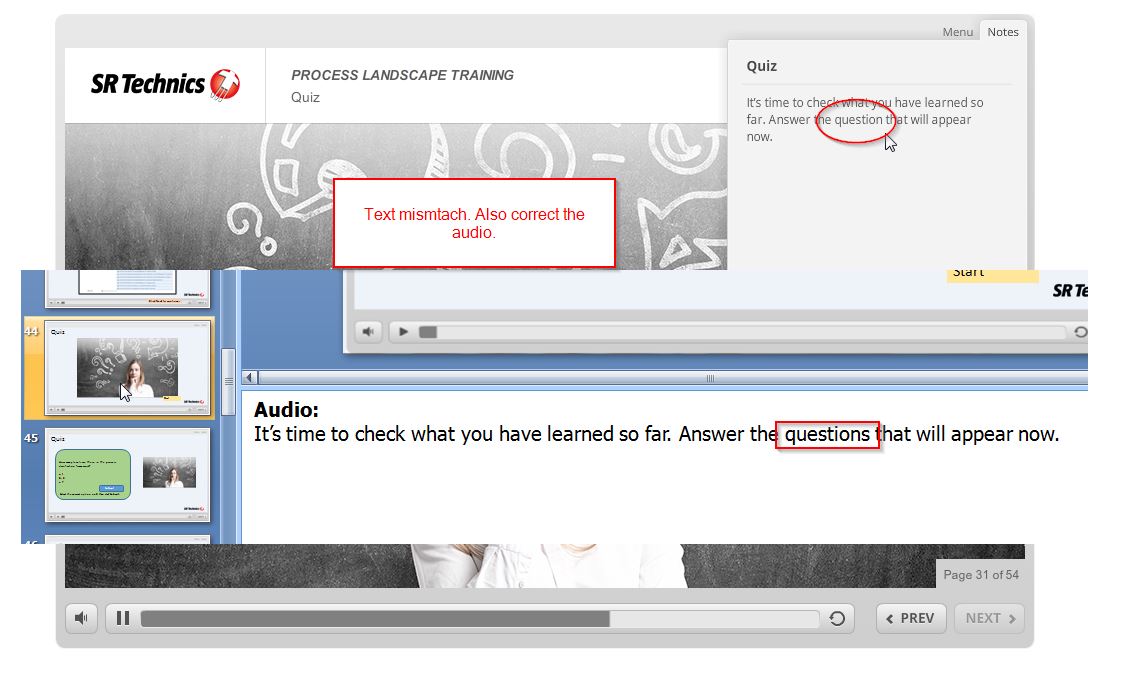 Menu Notes
SR Technics
PROCESS LANDSCAPE TRAINING
Quiz
Quiz
It's time to check what you have learned so
far. Answer the question that will appear
now.
Text mismtach. Also correct the
audio.
Start
SR Te
44
Quiz
45
Quiz
46
Audio:
It's time to check what you have learned so far. Answer the questions that will appear now.
Page 31 of 54
PREV NEXT